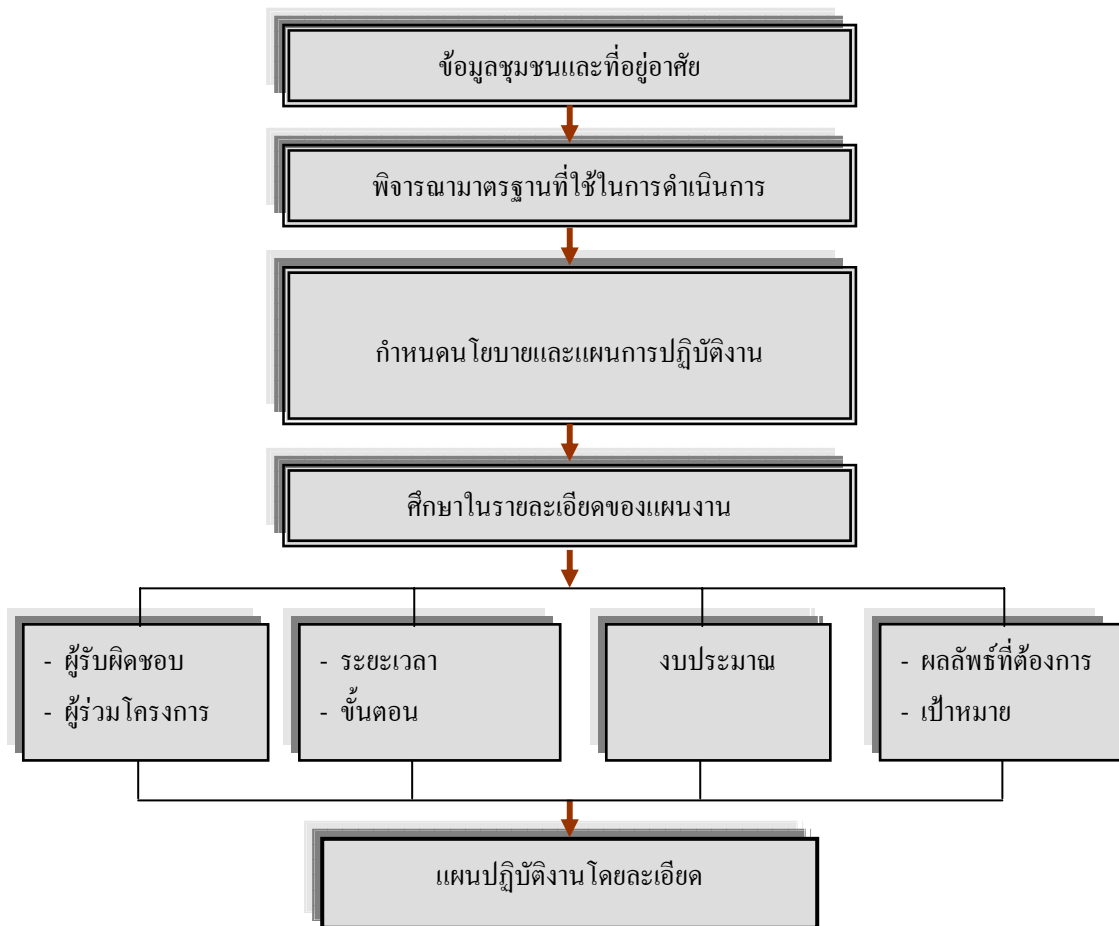 ข้อมูลชุมชนและที่อยู่อาศัย
พิจารณามาตรฐานที่ใช้ในการดำเนินการ
กำหนดนโยบายและแผนการปฏิบัติงาน
ศึกษาในรายละเอียดของแผนงาน
- ผู้รับผิดชอบ
- ผู้ร่วมโครงการ
- ระยะเวลา
- ขั้นตอน
งบประมาณ
- ผลลัพธ์ที่ต้องการ
- เป้าหมาย
แผนปฏิบัติงานโดยละเอียด